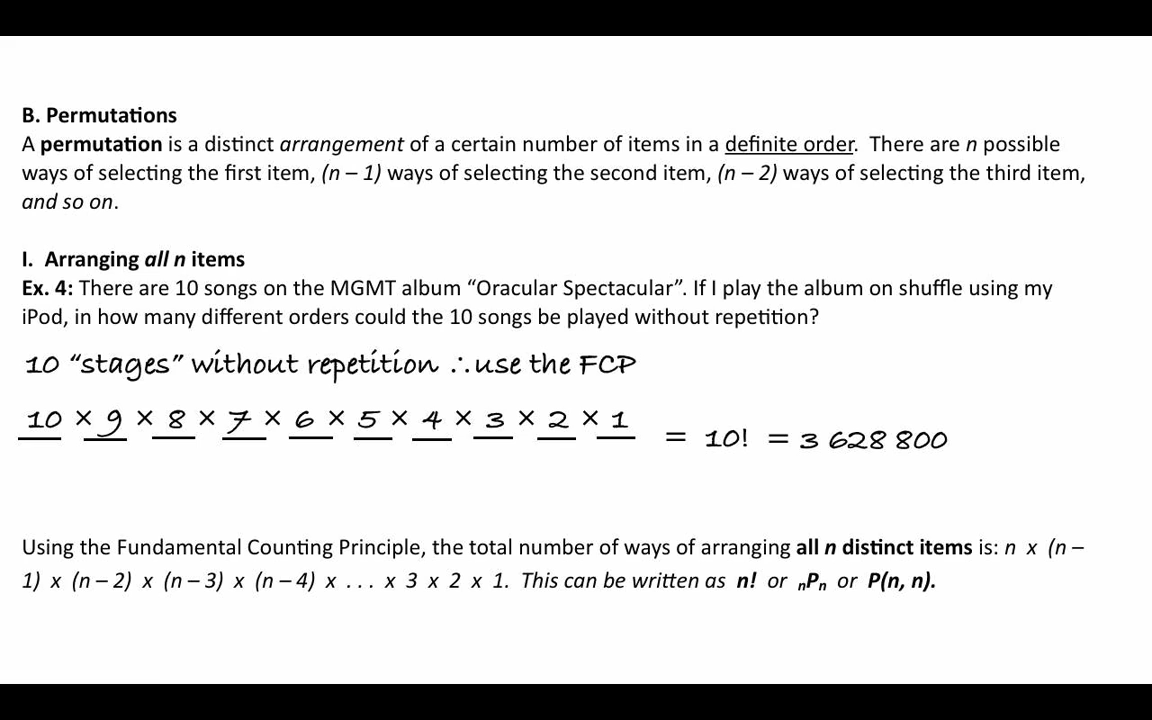 B. Permutations
A permutation is a distinct arrangement of a certain number of items in a definite order. There are n possible
ways of selecting the first item, (n – 1) ways of selecting the second item, (n – 2) ways of selecting the third item,
and so on.
I. Arranging all n items
Ex. 4: There are 10 songs on the MGMT album “Oracular Spectacular”. If I play the album on shuffle using my
iPod, in how many different orders could the 10 songs be played without repetition?
10 “stages” without repetition ∴ use the FCP
10 × 9 × 8 × 7 × 6 × 5 × 4 × 3 × 2 × 1 = 10! = 3 628 800
Using the Fundamental Counting Principle, the total number of ways of arranging all n distinct items is: n x (n –
1) x (n – 2) x (n – 3) x (n – 4) x . . . x 3 x 2 x 1. This can be written as n! or ₙPₙ or P(n, n).